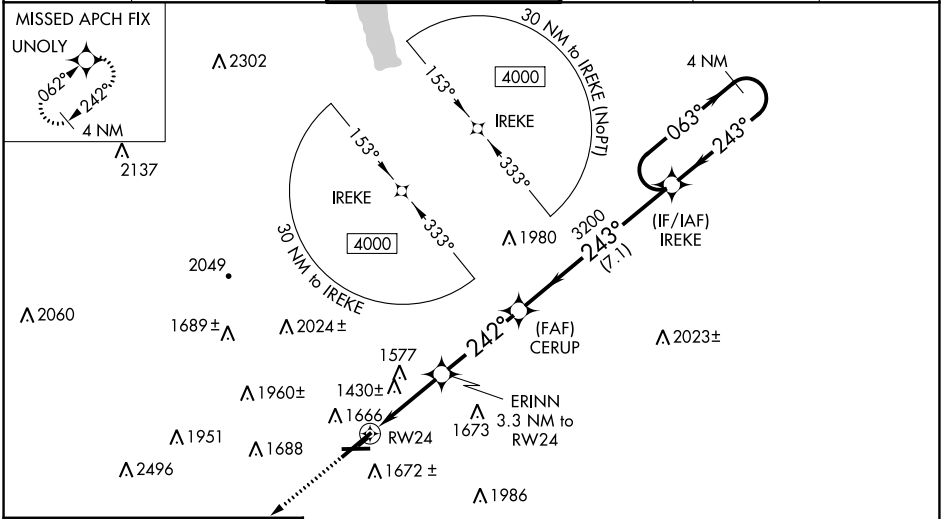 MISSED APCH FIX
UNOLY
062°
242°
4 NM
2302
2137
30 NM to IREKE (NoPT)
4000
153°
IREKE
333°
153°
IREKE
333°
4000
30 NM to IREKE
4 NM
063°
243°
(IF/IAF)
IREKE
3200
243°
(7.1)
1980
2049
2060
1689 ±
2024 ±
242°
(FAF)
CERUP
2023±
1577
1430±
1960±
1666
ERINN
3.3 NM to
RW24
1673
RW24
1951
1688
2496
1672 ±
1986